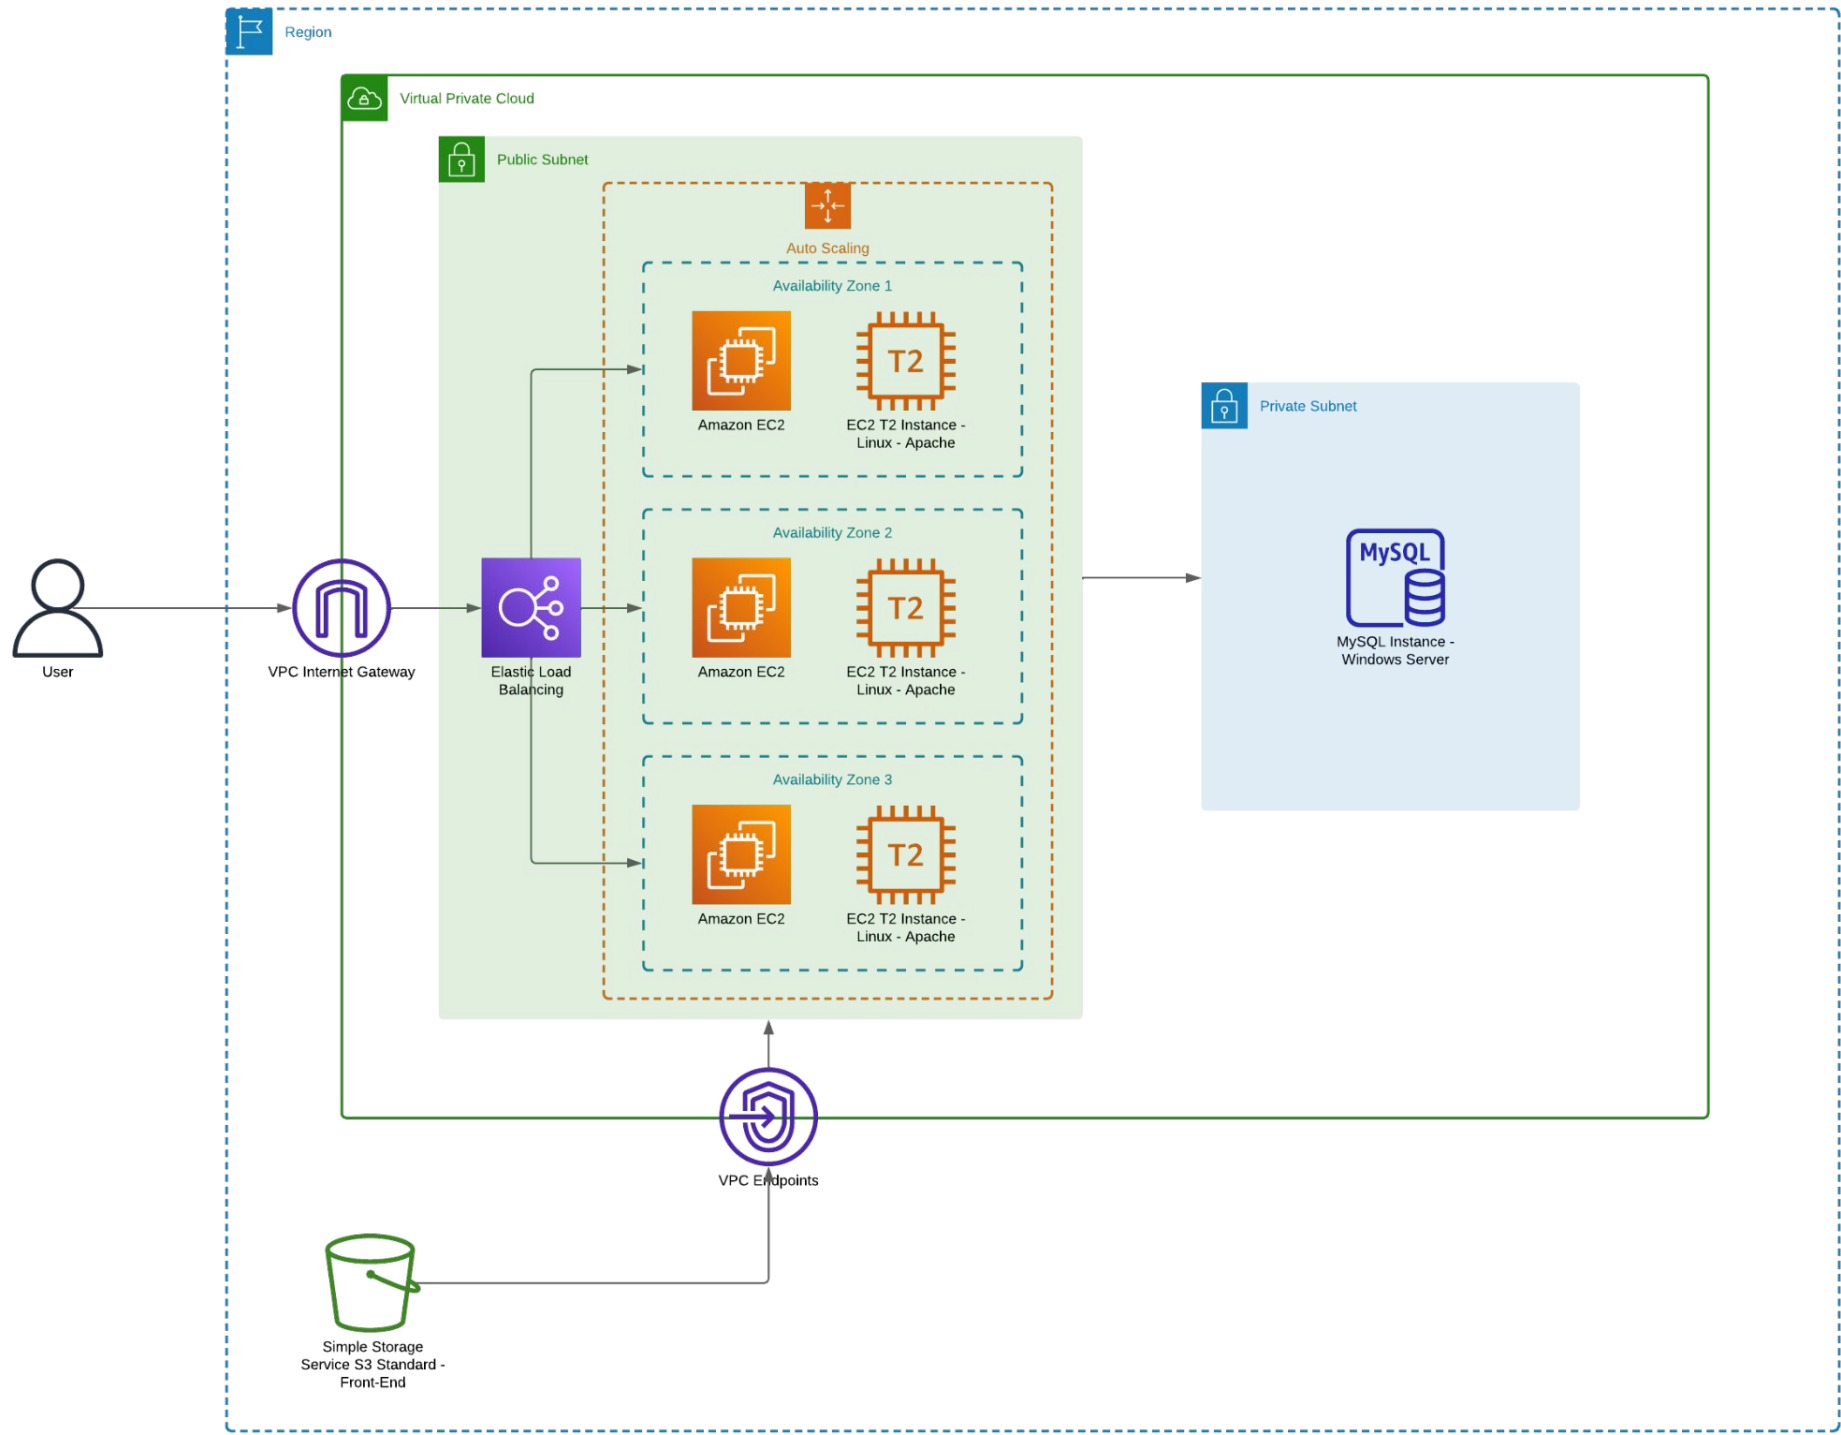 Region
Virtual Private Cloud
Public Subnet
Auto Scaling
Availability Zone 1
T2
Amazon EC2
EC2 T2 Instance -
Linux - Apache
Availability Zone 2
T2
Amazon EC2
EC2 T2 Instance -
Linux - Apache
Availability Zone 3
T2
Amazon EC2
EC2 T2 Instance -
Linux - Apache
Private Subnet
MySQL
MySQL Instance -
Windows Server
User
VPC Internet Gateway
Elastic Load
Balancing
VPC Endpoints
Simple Storage
Service S3 Standard -
Front-End